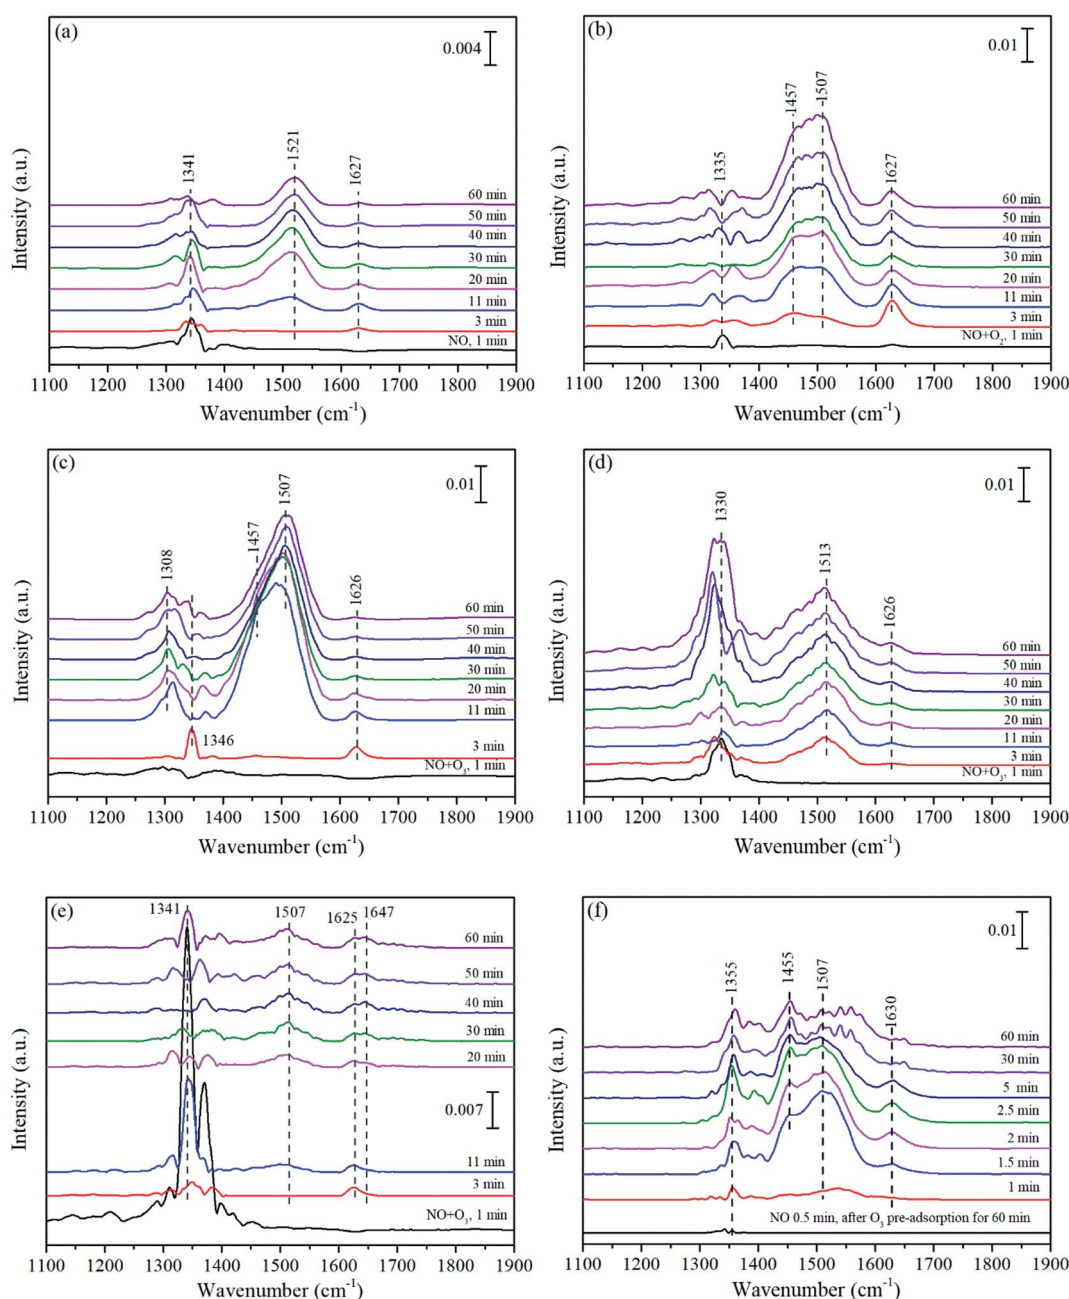 (a)
0.004
1341
1521
1627
60 min
50 min
40 min
30 min
20 min
11 min
3 min
NO, 1 min
Intensity (a.u.)
1100 1200 1300 1400 1500 1600 1700 1800 1900
Wavenumber (cm⁻¹)
(b)
0.01
1335
1457
1507
1627
60 min
50 min
40 min
30 min
20 min
11 min
3 min
NO+O₂, 1 min
Intensity (a.u.)
1100 1200 1300 1400 1500 1600 1700 1800 1900
Wavenumber (cm⁻¹)
(c)
0.01
1308
1457
1507
1626
60 min
50 min
40 min
30 min
20 min
11 min
1346
3 min
NO+O₃, 1 min
Intensity (a.u.)
1100 1200 1300 1400 1500 1600 1700 1800 1900
Wavenumber (cm⁻¹)
(d)
0.01
1330
1513
1626
60 min
50 min
40 min
30 min
20 min
11 min
3 min
NO+O₃, 1 min
Intensity (a.u.)
1100 1200 1300 1400 1500 1600 1700 1800 1900
Wavenumber (cm⁻¹)
(e)
1341 1507 1625 1647
60 min
50 min
40 min
30 min
20 min
0.007
11 min
3 min
NO+O₃, 1 min
Intensity (a.u.)
1100 1200 1300 1400 1500 1600 1700 1800 1900
Wavenumber (cm⁻¹)
(f)
0.01
1355
1455
1507
1630
60 min
30 min
5 min
2.5 min
2 min
1.5 min
1 min
NO 0.5 min, after O₃ pre-adsorption for 60 min
Intensity (a.u.)
1100 1200 1300 1400 1500 1600 1700 1800 1900
Wavenumber (cm⁻¹)